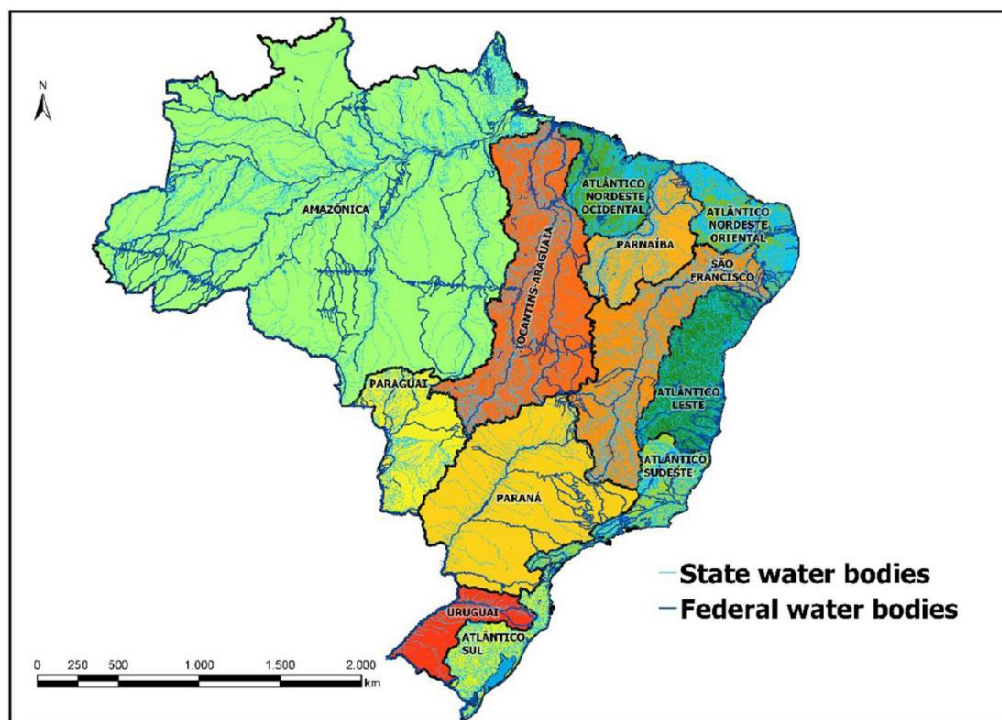 N
AMAZÔNICA
ATLÂNTICO
NORDESTE
OCIDENTAL
ATLÂNTICO
NORDESTE
ORIENTAL
PARNAÍBA
SÃO
FRANCISCO
TOCANTINS-ARAGUAIA
PARAGUAI
ATLÂNTICO
LESTE
ATLÂNTICO
SUDESTE
PARANÁ
State water bodies
Federal water bodies
URUGUAI
ATLÂNTICO
SUL
0 250 500 1.000 1.500 2.000
km